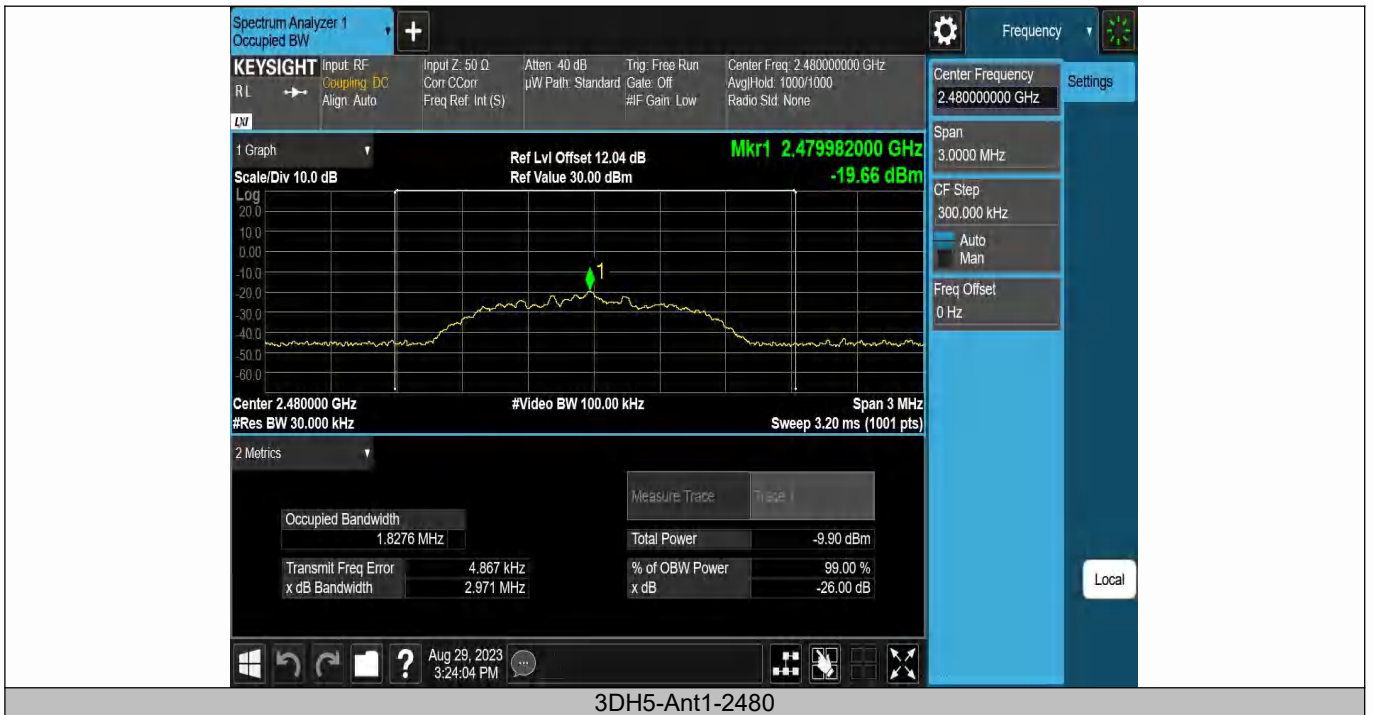 Spectrum Analyzer 1
Occupied BW
+
Frequency
KEYSIGHT
RL
LXI
Input: RF
Coupling: DC
Align: Auto
Input Z: 50 Ω
Corr CCorr
Freq Ref: Int (S)
Atten: 40 dB
µW Path: Standard
Trig: Free Run
Gate: Off
#IF Gain: Low
Center Freq: 2.480000000 GHz
Avg|Hold: 1000/1000
Radio Std: None
Center Frequency
2.480000000 GHz
Settings
Span
3.0000 MHz
CF Step
300.000 kHz
Auto
Man
Freq Offset
0 Hz
1 Graph
Scale/Div 10.0 dB
Ref Lvl Offset 12.04 dB
Ref Value 30.00 dBm
Mkr1 2.479982000 GHz
-19.66 dBm
Log
20.0
10.0
0.00
-10.0
-20.0
-30.0
-40.0
-50.0
-60.0
1
Center 2.480000 GHz
#Video BW 100.00 kHz
Span 3 MHz
#Res BW 30.000 kHz
Sweep 3.20 ms (1001 pts)
2 Metrics
Measure Trace
Trace 1
Occupied Bandwidth
1.8276 MHz
Total Power
-9.90 dBm
Transmit Freq Error
4.867 kHz
% of OBW Power
99.00 %
x dB Bandwidth
2.971 MHz
x dB
-26.00 dB
Local
?
Aug 29, 2023
3:24:04 PM
3DH5-Ant1-2480